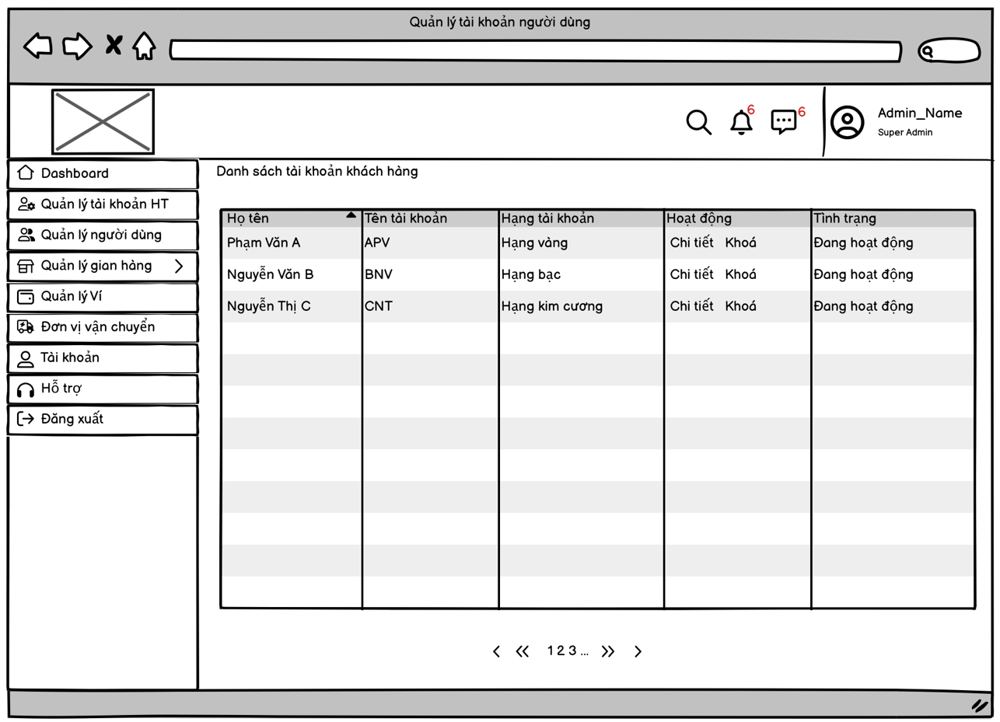 Quản lý tài khoản người dùng
6
6
Admin_Name
Super Admin
Dashboard
Quản lý tài khoản HT
Quản lý người dùng
Quản lý gian hàng
Quản lý Ví
Đơn vị vận chuyển
Tài khoản
Hỗ trợ
Đăng xuất
Danh sách tài khoản khách hàng
Họ tên Tên tài khoản Hạng tài khoản Hoạt động Tình trạng
Phạm Văn A APV Hạng vàng Chi tiết Khoá Đang hoạt động
Nguyễn Văn B BNV Hạng bạc Chi tiết Khoá Đang hoạt động
Nguyễn Thị C CNT Hạng kim cương Chi tiết Khoá Đang hoạt động
1 2 3 ...